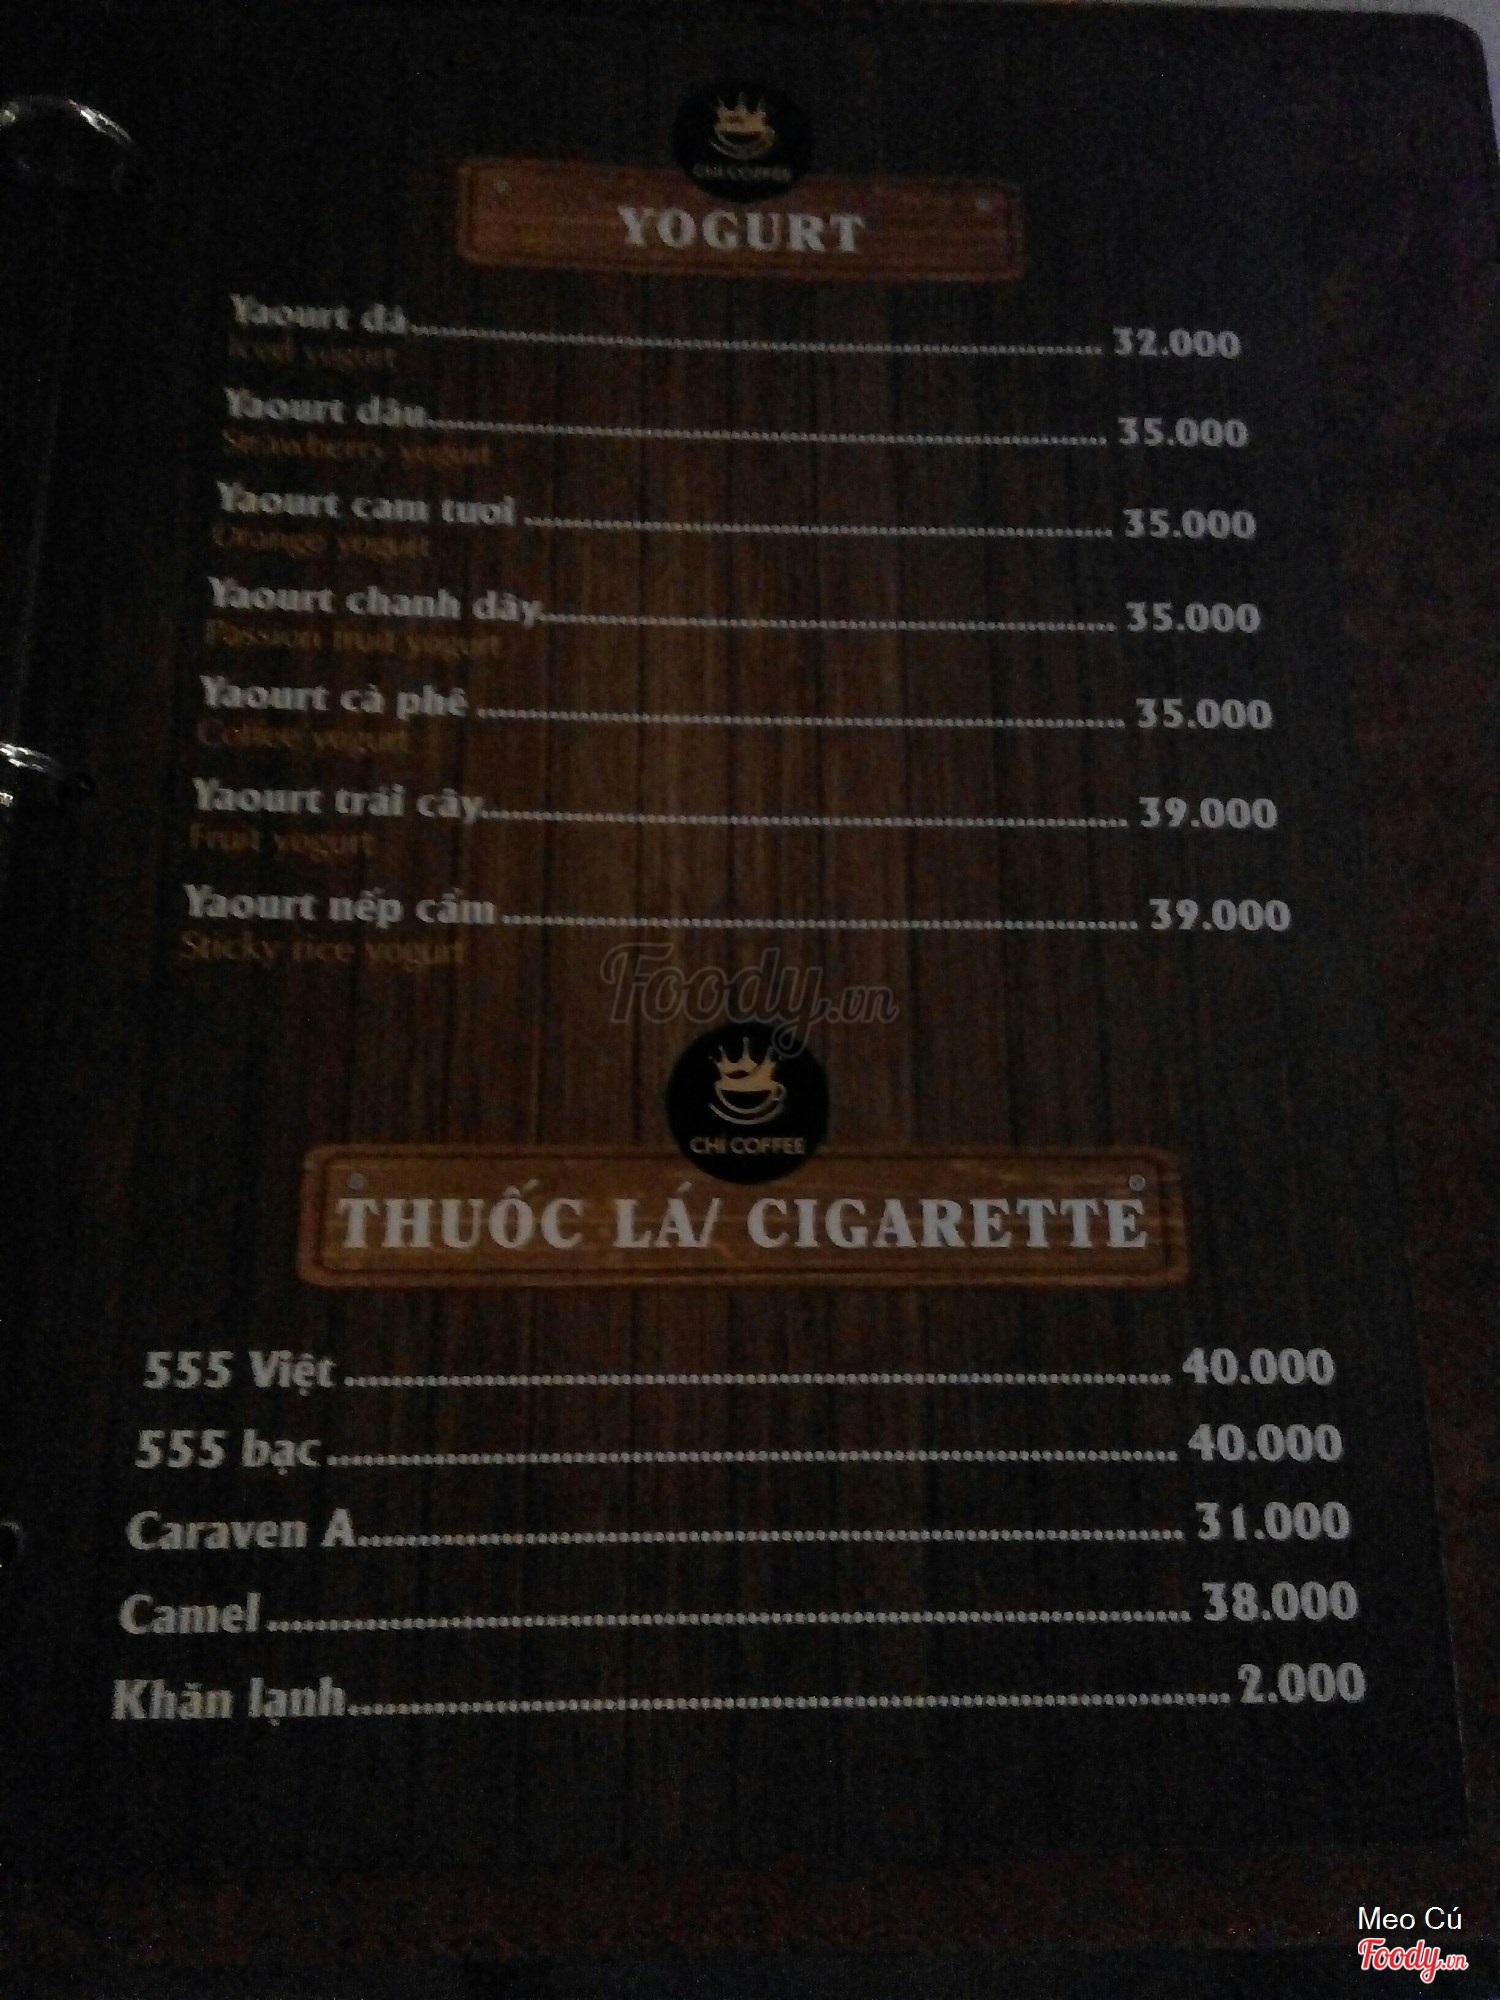 CHI COFFEE
YOGURT
Yaourt đá 32.000
Iced yogurt
Yaourt dâu 35.000
Strawberry yogurt
Yaourt cam tươi 35.000
Orange yogurt
Yaourt chanh dây 35.000
Passion fruit yogurt
Yaourt cà phê 35.000
Coffee yogurt
Yaourt trái cây 39.000
Fruit yogurt
Yaourt nếp cẩm 39.000
Sticky rice yogurt
Foody.vn
CHI COFFEE
THUỐC LÁ/ CIGARETTE
555 Việt 40.000
555 bạc 40.000
Caraven A 31.000
Camel 38.000
Khăn lạnh 2.000
Meo Cú
Foody.vn